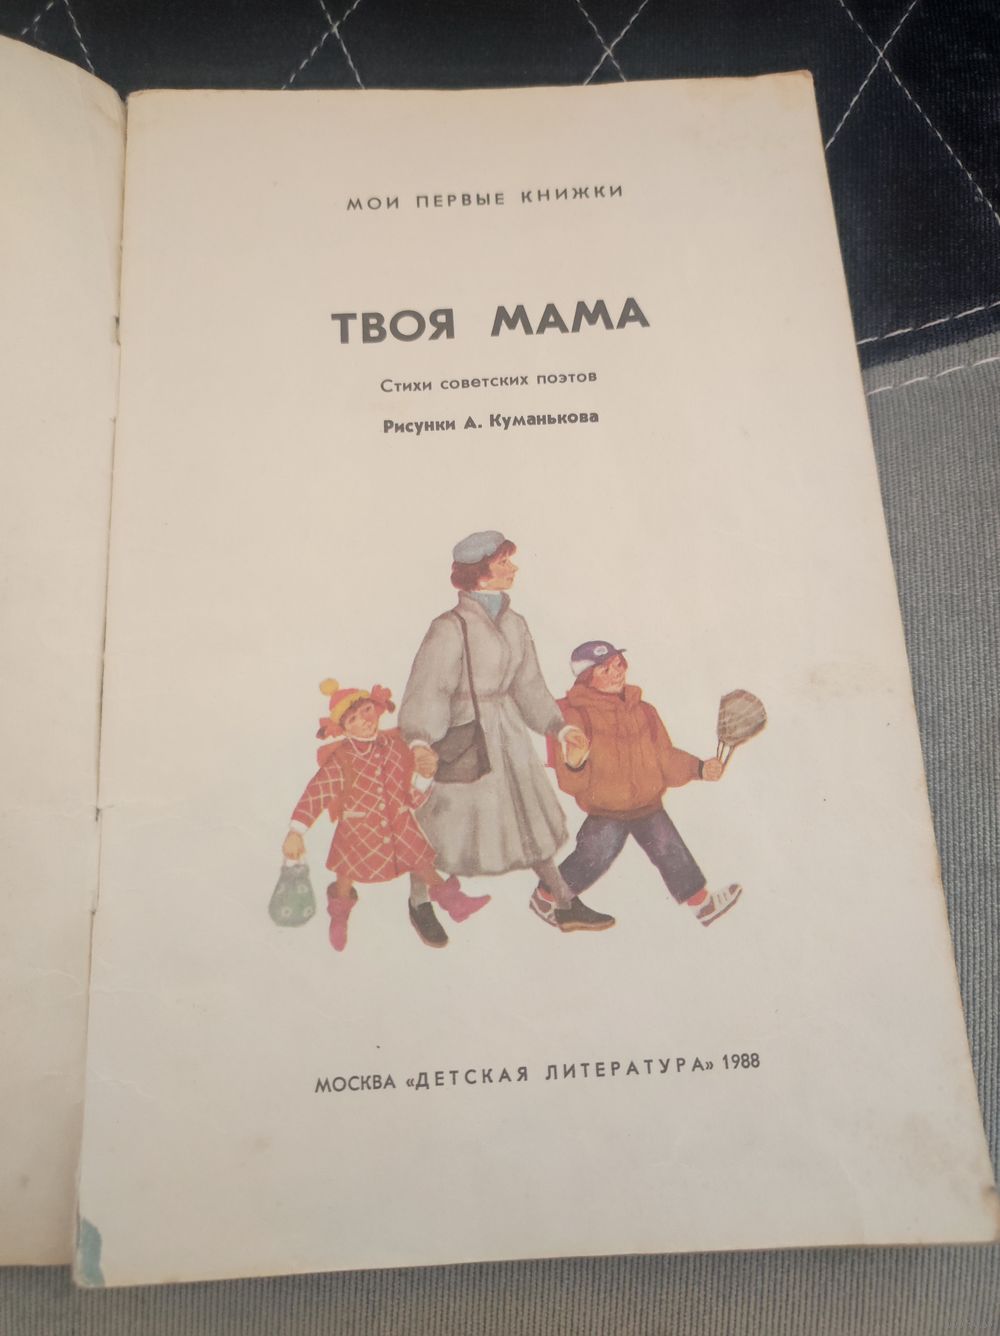 МОИ ПЕРВЫЕ КНИЖКИ
ТВОЯ МАМА
Стихи советских поэтов
Рисунки А. Куманькова
МОСКВА «ДЕТСКАЯ ЛИТЕРАТУРА» 1988